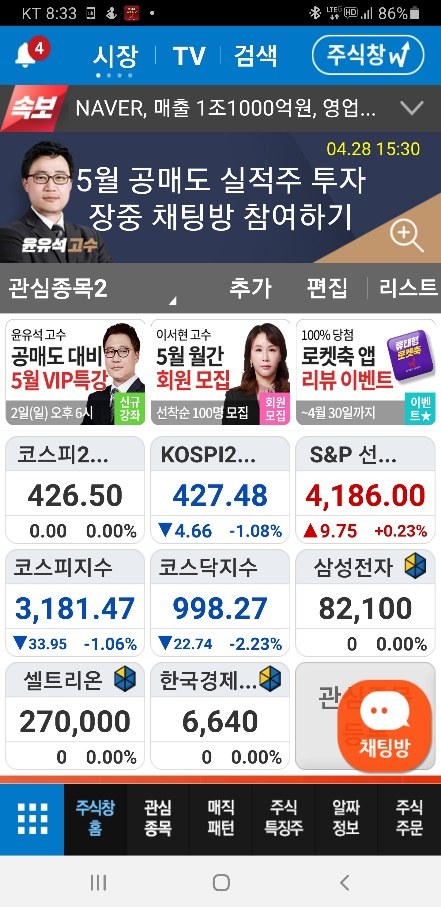 KT 8:33
LTE HD 86%
4
시장
TV
검색
주식창
속보
NAVER, 매출 1조1000억원, 영업...
04.28 15:30
5월 공매도 실적주 투자
장중 채팅방 참여하기
윤유석 고수
관심종목2
추가
편집
리스트
윤유석 고수
공매도 대비
5월 VIP특강
2일(일) 오후 6시
신규
강좌
이서현 고수
5월 월간
회원 모집
선착순 100명 모집
회원
모집
100% 당첨
로켓축 앱
리뷰 이벤트
~4월 30일까지
이벤
트★
코스피2...
426.50
0.00 0.00%
KOSPI2...
427.48
▼4.66 -1.08%
S&P 선...
4,186.00
▲9.75 +0.23%
코스피지수
3,181.47
▼33.95 -1.06%
코스닥지수
998.27
▼22.74 -2.23%
삼성전자
82,100
0 0.00%
셀트리온
270,000
0 0.00%
한국경제...
6,640
0 0.00%
채팅방
주식창
홈
관심
종목
매직
패턴
주식
특징주
알짜
정보
주식
주문